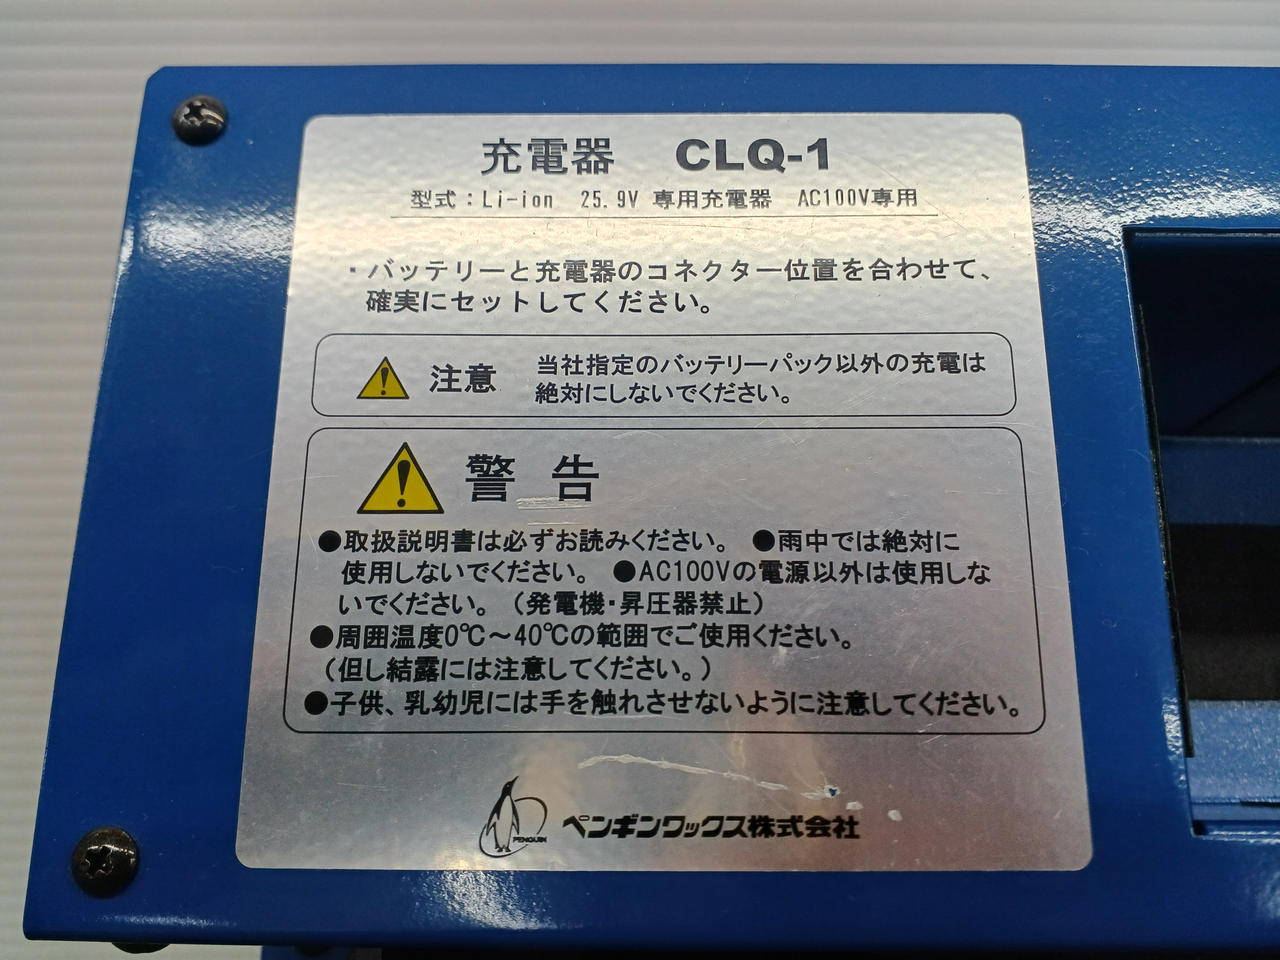 充電器 CLQ-1
型式：Li-ion 25.9V 専用充電器 AC100V専用
・バッテリーと充電器のコネクター位置を合わせて、
確実にセットしてください。
注意 当社指定のバッテリーパック以外の充電は
絶対にしないでください。
警告
●取扱説明書は必ずお読みください。 ●雨中では絶対に
使用しないでください。 ●AC100Vの電源以外は使用しな
いでください。（発電機・昇圧器禁止）
●周囲温度0℃～40℃の範囲でご使用ください。
（但し結露には注意してください。）
●子供、乳幼児には手を触れさせないように注意してください。
PENGUIN
ペンギンワックス株式会社